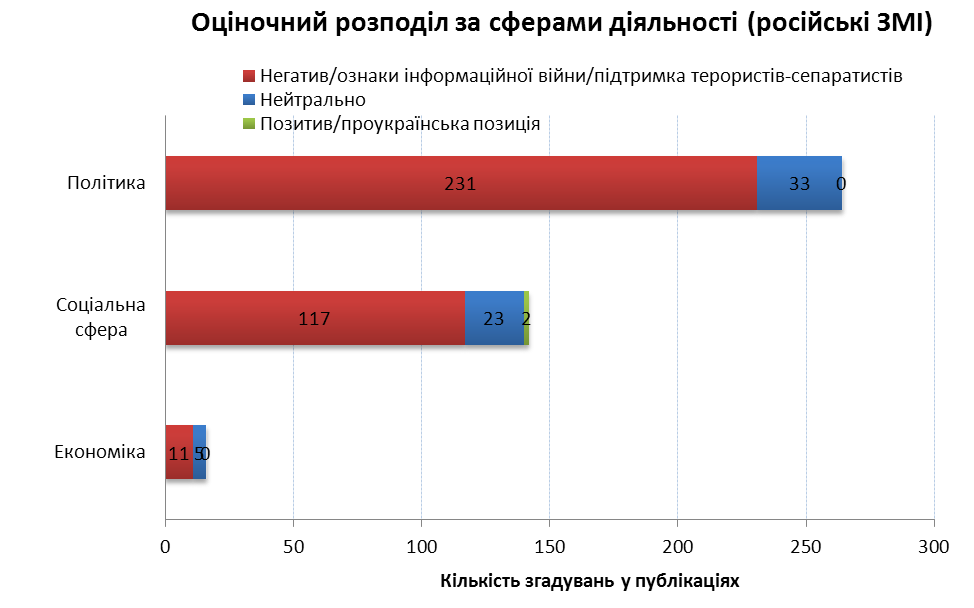 Оціночний розподіл за сферами діяльності (російські ЗМІ)
Негатив/ознаки інформаційної війни/підтримка терористів-сепаратистів
Нейтрально
Позитив/проукраїнська позиція
Політика
231 33 0
Соціальна
сфера
117 23 2
Економіка
11 5 0
0 50 100 150 200 250 300
Кількість згадувань у публікаціях